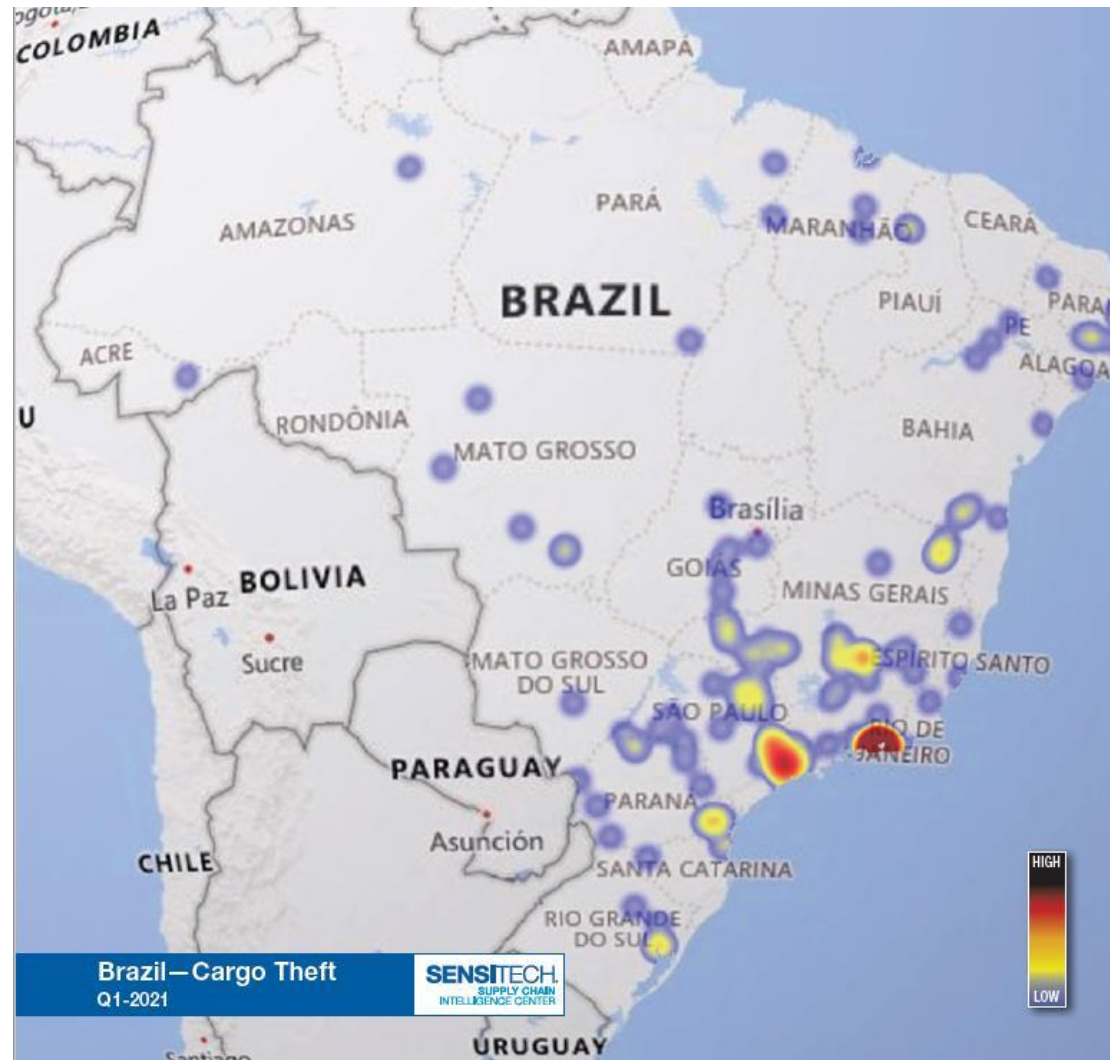 COLOMBIA
AMAPÁ
AMAZONAS
PARÁ
MARANHÃO
CEARÁ
BRAZIL
PIAUÍ
PARA
PE
ACRE
ALAGOA
U
RONDÔNIA
MATO GROSSO
BAHIA
Brasília
GOIÁS
BOLIVIA
La Paz
MINAS GERAIS
Sucre
MATO GROSSO
DO SUL
ESPÍRITO SANTO
SÃO PAULO
RIO DE
JANEIRO
PARAGUAY
PARANÁ
Asunción
CHILE
SANTA CATARINA
HIGH
RIO GRANDE
DO SUL
Brazil—Cargo Theft
Q1-2021
SENSITECH.
SUPPLY CHAIN
INTELLIGENCE CENTER
LOW
URUGUAY